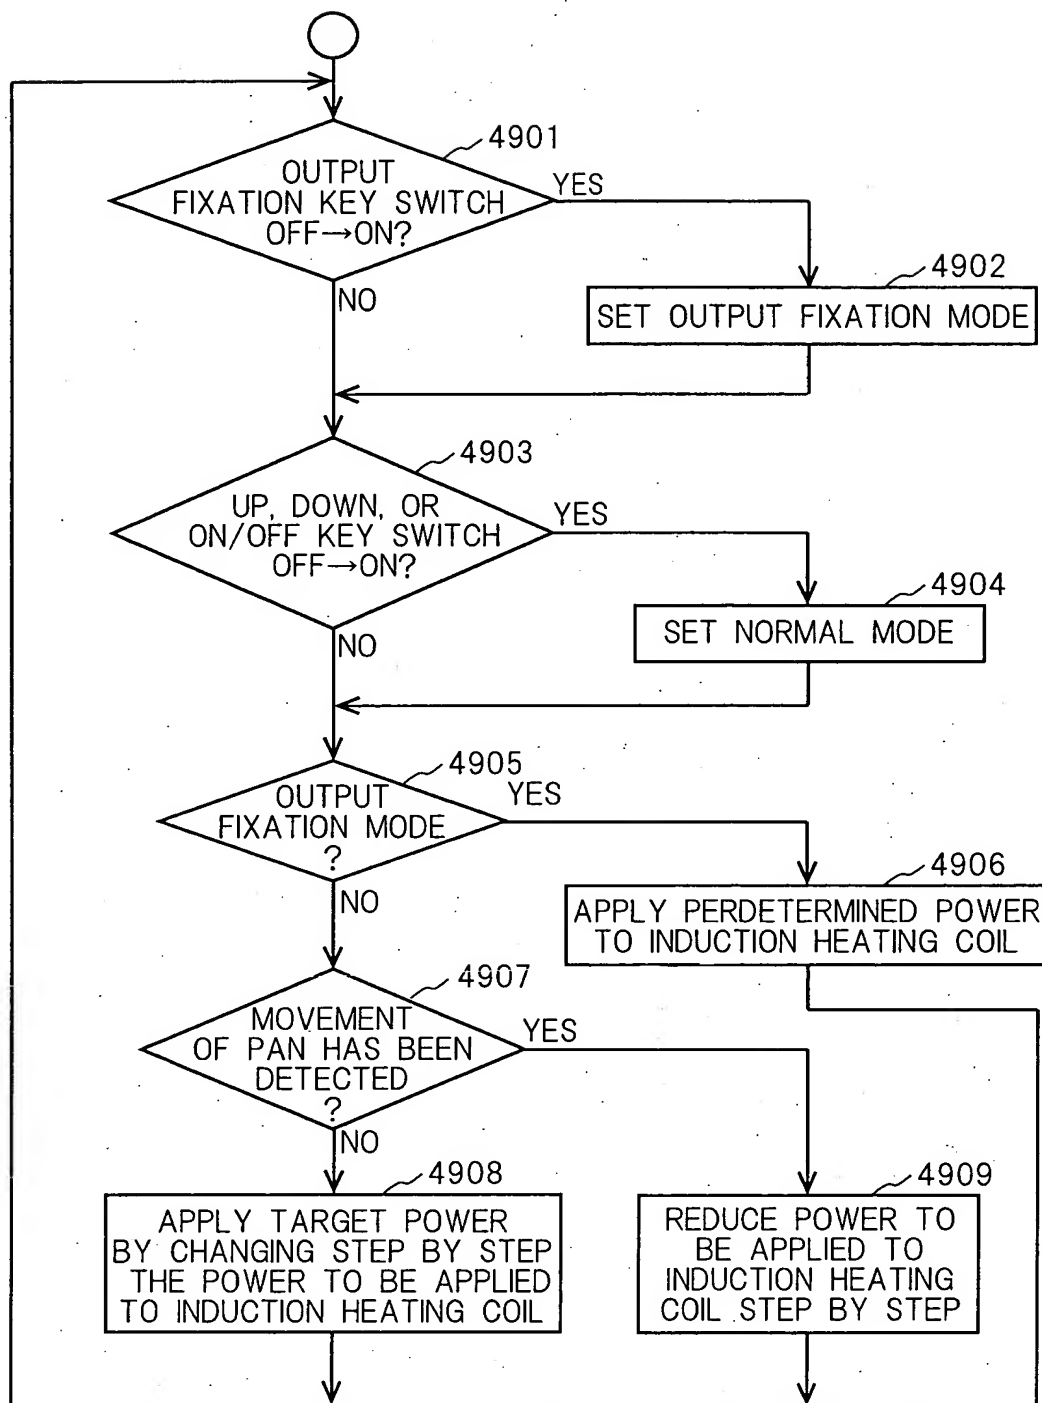 4901
OUTPUT
FIXATION KEY SWITCH
OFF→ON?
YES
NO
4902
SET OUTPUT FIXATION MODE
4903
UP, DOWN, OR
ON/OFF KEY SWITCH
OFF→ON?
YES
NO
4904
SET NORMAL MODE
4905
OUTPUT
FIXATION MODE
?
YES
NO
4906
APPLY PERDETERMINED POWER
TO INDUCTION HEATING COIL
4907
MOVEMENT
OF PAN HAS BEEN
DETECTED
?
YES
NO
4908
APPLY TARGET POWER
BY CHANGING STEP BY STEP
THE POWER TO BE APPLIED
TO INDUCTION HEATING COIL
4909
REDUCE POWER TO
BE APPLIED TO
INDUCTION HEATING
COIL STEP BY STEP